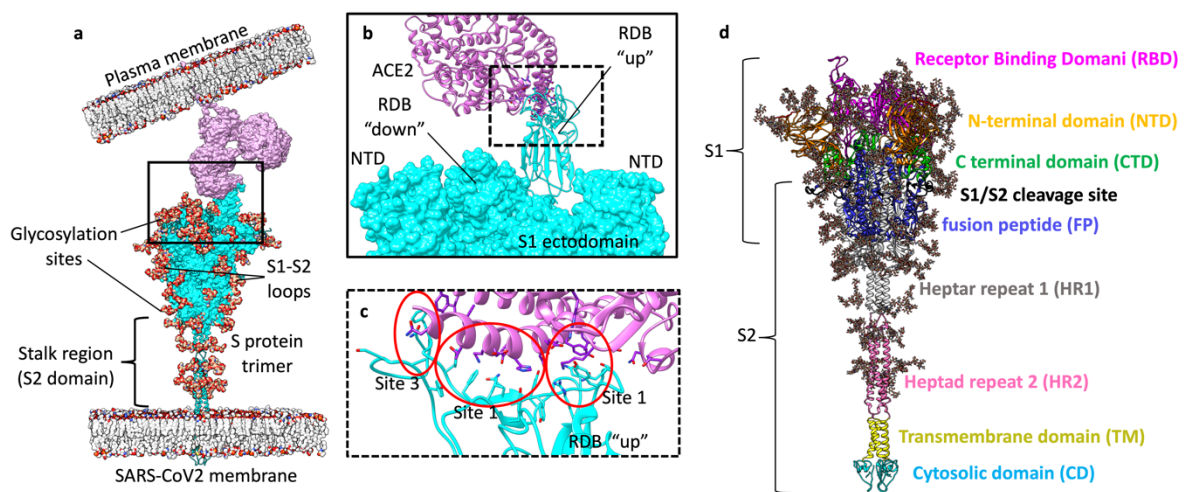 a
Plasma membrane
Glycosylation
sites
S1-S2
loops
Stalk region
(S2 domain)
S protein
trimer
SARS-CoV2 membrane
b
ACE2
RDB
“up”
RDB
“down”
NTD
NTD
S1 ectodomain
c
Site 3
Site 1
Site 1
RDB “up”
d
S1
S2
Receptor Binding Domani (RBD)
N-terminal domain (NTD)
C terminal domain (CTD)
S1/S2 cleavage site
fusion peptide (FP)
Heptar repeat 1 (HR1)
Heptad repeat 2 (HR2)
Transmembrane domain (TM)
Cytosolic domain (CD)